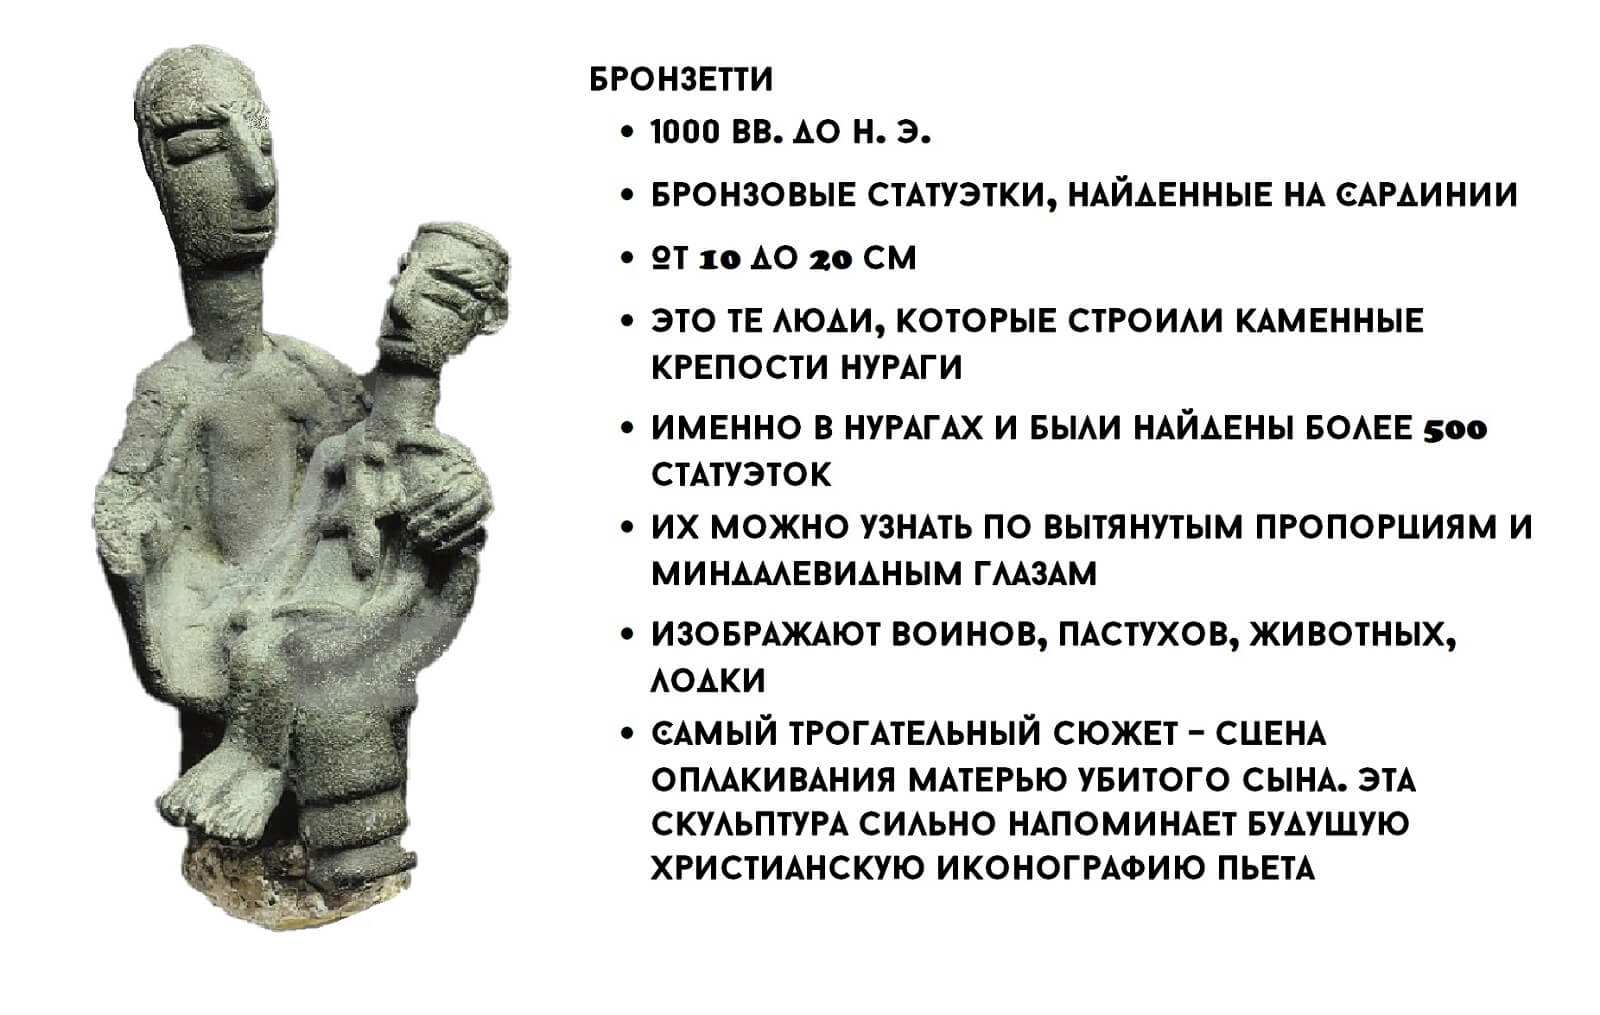 БРОНЗЕТТИ
• 1000 ВВ. ДО Н. Э.
• БРОНЗОВЫЕ СТАТУЭТКИ, НАЙДЕННЫЕ НА САРДИНИИ
• ОТ 10 ДО 20 СМ
• ЭТО ТЕ ЛЮДИ, КОТОРЫЕ СТРОИЛИ КАМЕННЫЕ
КРЕПОСТИ НУРАГИ
• ИМЕННО В НУРАГАХ И БЫЛИ НАЙДЕНЫ БОЛЕЕ 500
СТАТУЭТОК
• ИХ МОЖНО УЗНАТЬ ПО ВЫТЯНУТЫМ ПРОПОРЦИЯМ И
МИНДАЛЕВИДНЫМ ГЛАЗАМ
• ИЗОБРАЖАЮТ ВОИНОВ, ПАСТУХОВ, ЖИВОТНЫХ,
ЛОДКИ
• САМЫЙ ТРОГАТЕЛЬНЫЙ СЮЖЕТ – СЦЕНА
ОПЛАКИВАНИЯ МАТЕРЬЮ УБИТОГО СЫНА. ЭТА
СКУЛЬПТУРА СИЛЬНО НАПОМИНАЕТ БУДУЩУЮ
ХРИСТИАНСКУЮ ИКОНОГРАФИЮ ПЬЕТА